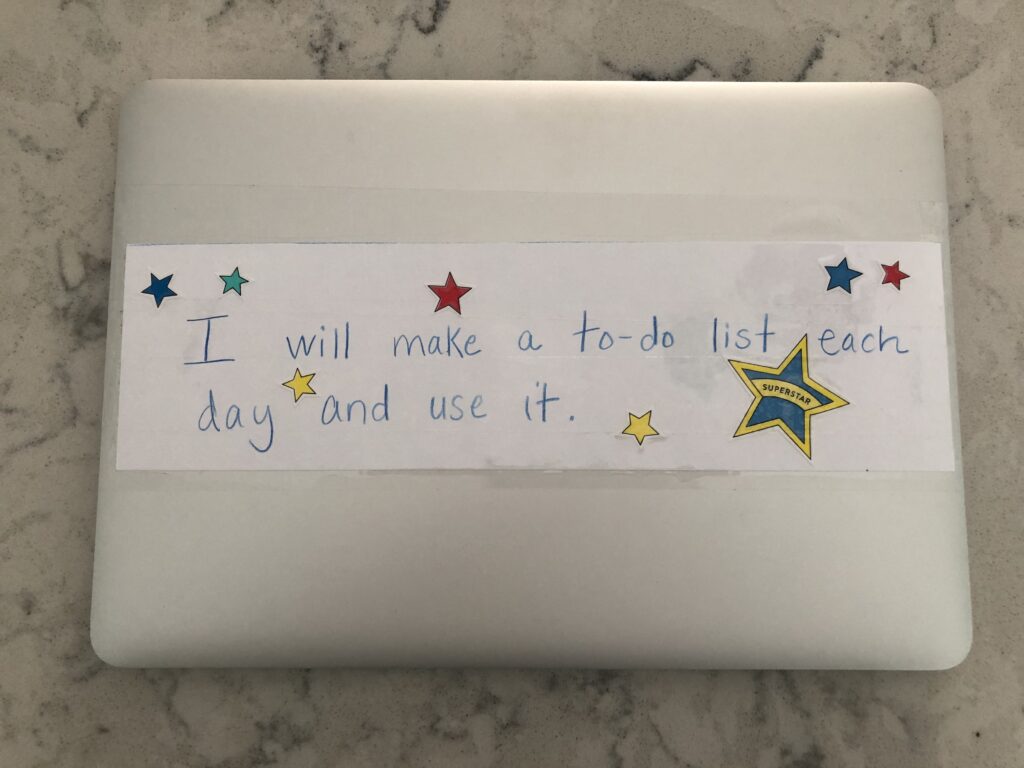 I will make a to-do list each
day and use it.
SUPERSTAR